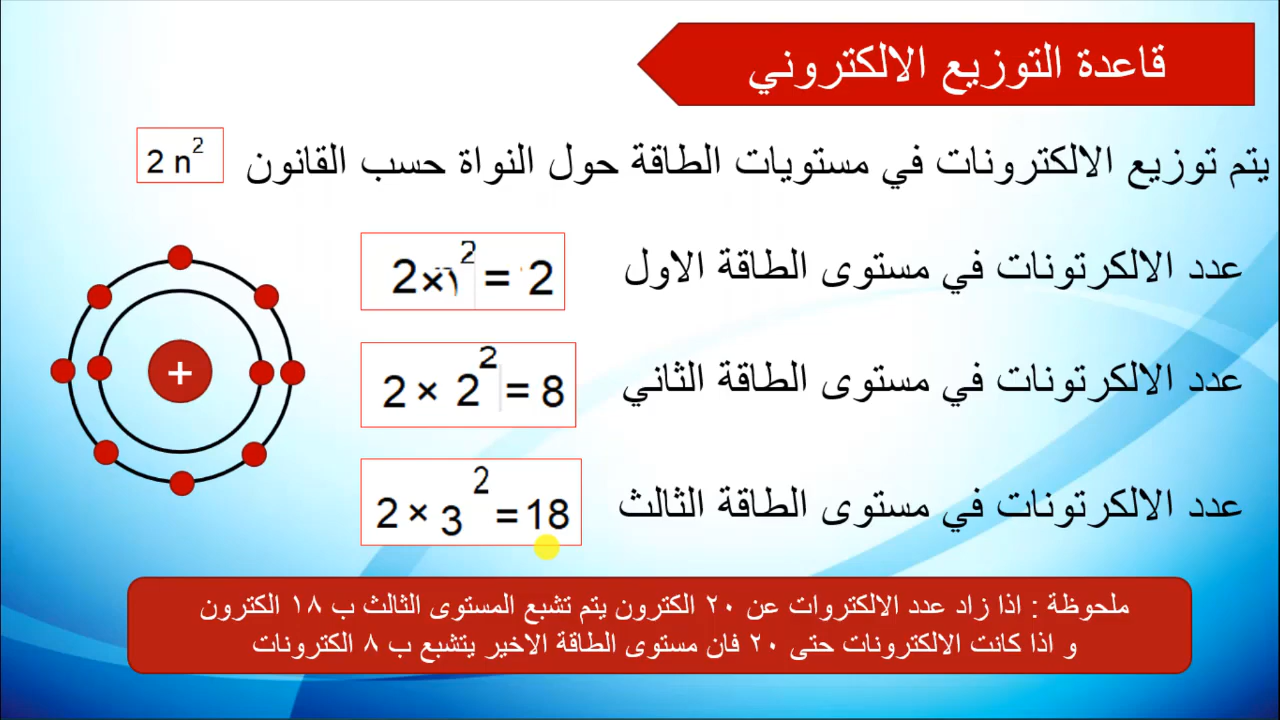 قاعدة التوزيع الالكتروني
يتم توزيع الالكترونات في مستويات الطاقة حول النواة حسب القانون 2 n²
عدد الالكرتونات في مستوى الطاقة الاول 2×١² = 2
عدد الالكرتونات في مستوى الطاقة الثاني 2 × 2² = 8
عدد الالكرتونات في مستوى الطاقة الثالث 2 × 3² = 18
+
ملحوظة : اذا زاد عدد الالكتروات عن ٢٠ الكترون يتم تشبع المستوى الثالث ب ١٨ الكترون
و اذا كانت الالكترونات حتى ٢٠ فان مستوى الطاقة الاخير يتشبع ب ٨ الكترونات